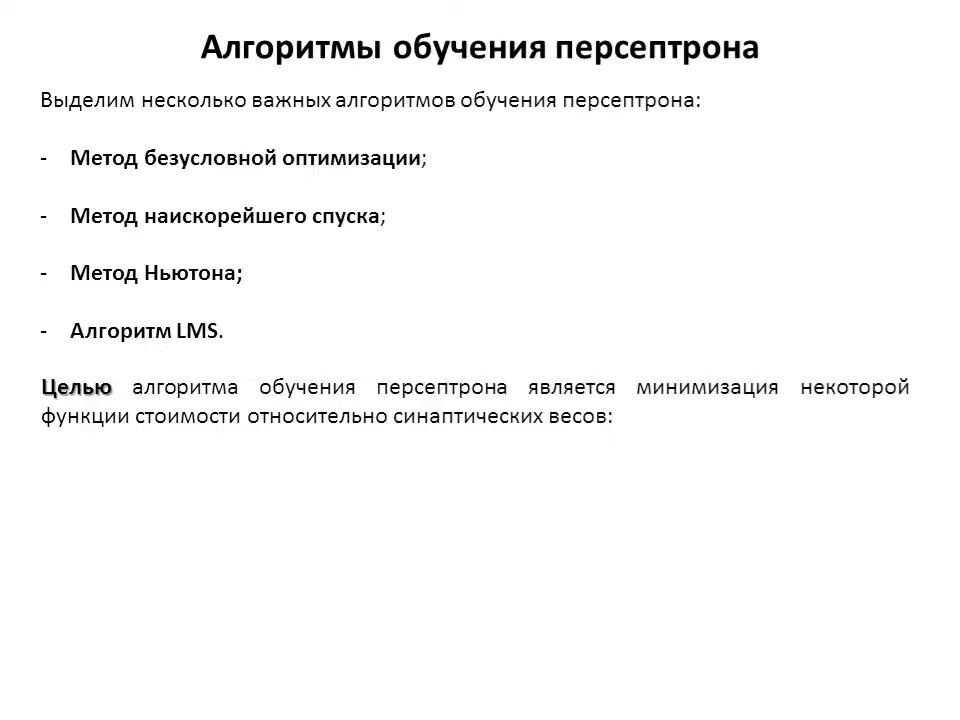 Алгоритмы обучения персептрона
Выделим несколько важных алгоритмов обучения персептрона:
- Метод безусловной оптимизации;
- Метод наискорейшего спуска;
- Метод Ньютона;
- Алгоритм LMS.
Целью алгоритма обучения персептрона является минимизация некоторой
функции стоимости относительно синаптических весов: